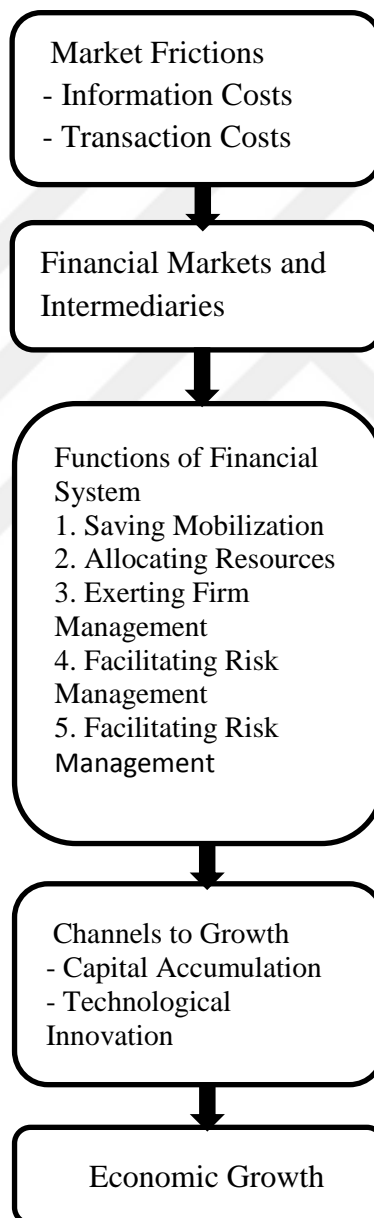 Market Frictions
- Information Costs
- Transaction Costs
Financial Markets and
Intermediaries
Functions of Financial
System
1. Saving Mobilization
2. Allocating Resources
3. Exerting Firm
Management
4. Facilitating Risk
Management
5. Facilitating Risk
Management
Channels to Growth
- Capital Accumulation
- Technological
Innovation
Economic Growth